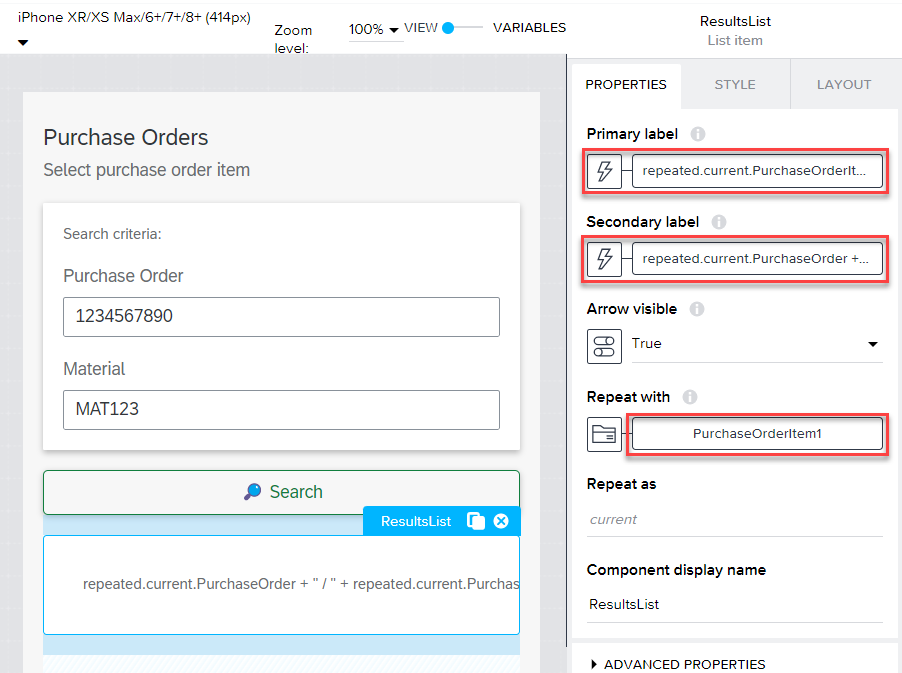 iPhone XR/XS Max/6+/7+/8+ (414px)
Zoom level:
100%
VIEW
VARIABLES
ResultsList
List item
PROPERTIES
STYLE
LAYOUT
Purchase Orders
Select purchase order item
Search criteria:
Purchase Order
1234567890
Material
MAT123
Search
ResultsList
repeated.current.PurchaseOrder + " / " + repeated.current.Purchas
Primary label
repeated.current.PurchaseOrderIt...
Secondary label
repeated.current.PurchaseOrder +...
Arrow visible
True
Repeat with
PurchaseOrderItem1
Repeat as
current
Component display name
ResultsList
ADVANCED PROPERTIES